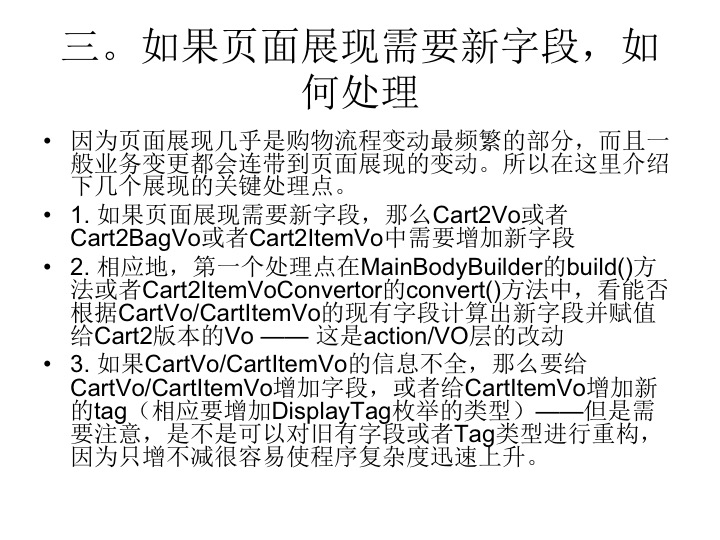 三。如果页面展现需要新字段，如
何处理
• 因为页面展现几乎是购物流程变动最频繁的部分，而且一
般业务变更都会连带到页面展现的变动。所以在这里介绍
下几个展现的关键处理点。
• 1. 如果页面展现需要新字段，那么Cart2Vo或者
Cart2BagVo或者Cart2ItemVo中需要增加新字段
• 2. 相应地，第一个处理点在MainBodyBuilder的build()方
法或者Cart2ItemVoConvertor的convert()方法中，看能否
根据CartVo/CartItemVo的现有字段计算出新字段并赋值
给Cart2版本的Vo —— 这是action/VO层的改动
• 3. 如果CartVo/CartItemVo的信息不全，那么要给
CartVo/CartItemVo增加字段，或者给CartItemVo增加新
的tag（相应要增加DisplayTag枚举的类型）——但是需
要注意，是不是可以对旧有字段或者Tag类型进行重构，
因为只增不减很容易使程序复杂度迅速上升。